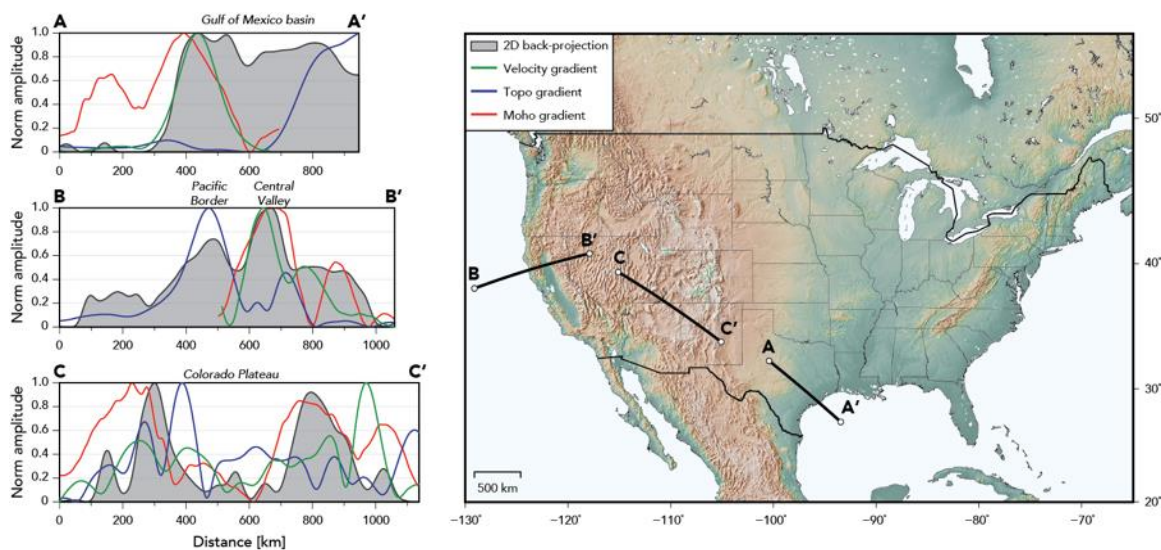 A Gulf of Mexico basin A'
1.0
0.8
0.6
0.4
0.2
0
Norm amplitude
0 200 400 600 800
B Pacific Border Central Valley B'
1.0
0.8
0.6
0.4
0.2
0
Norm amplitude
0 200 400 600 800 1000
C Colorado Plateau C'
1.0
0.8
0.6
0.4
0.2
0
Norm amplitude
0 200 400 600 800 1000
Distance [km]
2D back-projection
Velocity gradient
Topo gradient
Moho gradient
B
B'
C
C'
A
A'
500 km
50˚
40˚
30˚
20˚
−130˚ −120˚ −110˚ −100˚ −90˚ −80˚ −70˚